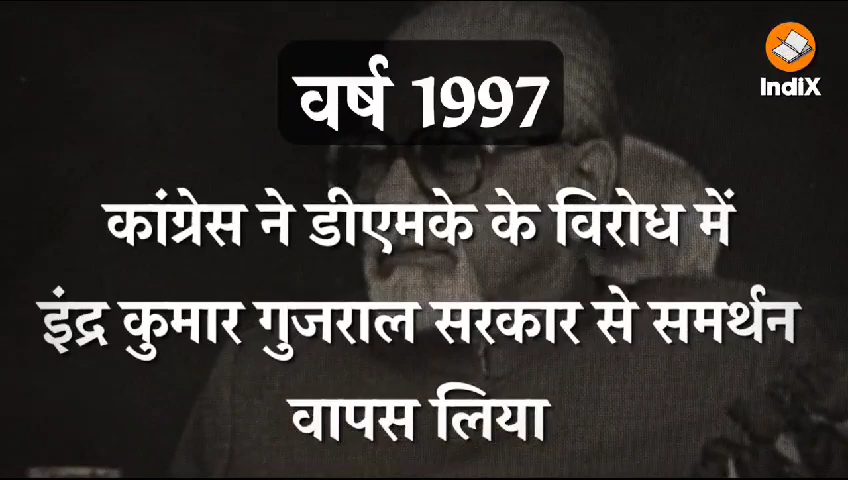 वर्ष 1997
IndiX
कांग्रेस ने डीएमके के विरोध में
इंद्र कुमार गुजराल सरकार से समर्थन
वापस लिया